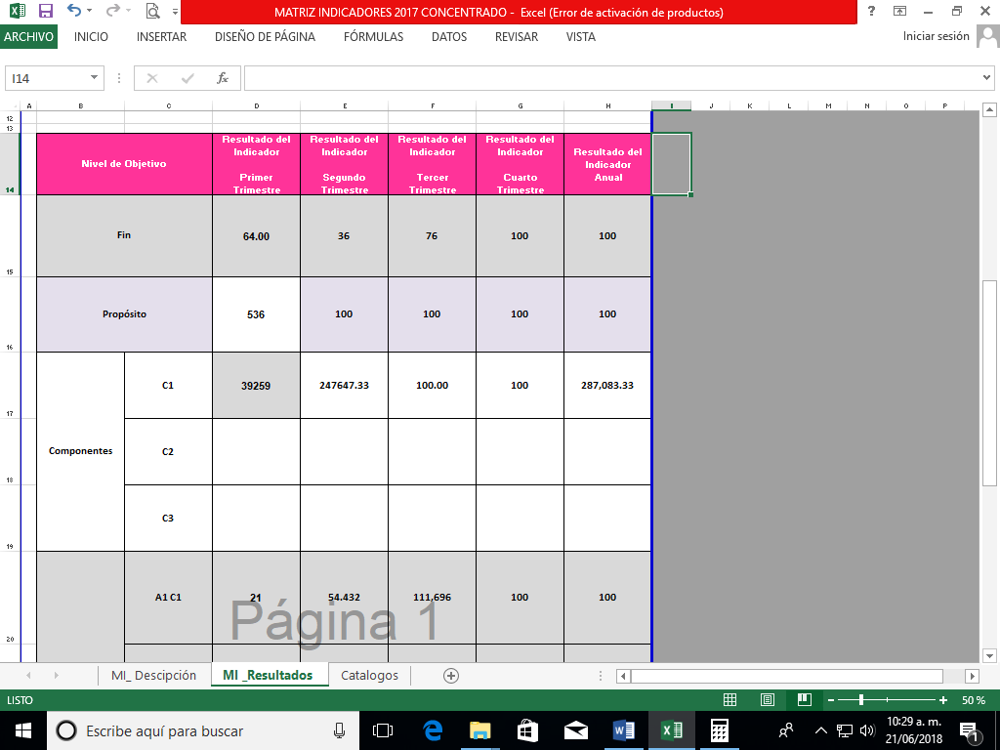 MATRIZ INDICADORES 2017 CONCENTRADO - Excel (Error de activación de productos)
?
ARCHIVO INICIO INSERTAR DISEÑO DE PÁGINA FÓRMULAS DATOS REVISAR VISTA Iniciar sesión
I14 fx
A B C D E F G H I J K L M N O P
12
13
14
Nivel de Objetivo
Resultado del
Indicador
Primer
Trimestre
Resultado del
Indicador
Segundo
Trimestre
Resultado del
Indicador
Tercer
Trimestre
Resultado del
Indicador
Cuarto
Trimestre
Resultado del
Indicador
Anual
15
Fin 64.00 36 76 100 100
16
Propósito 536 100 100 100 100
17
C1 39259 247647.33 100.00 100 287,083.33
18
Componentes C2
19
C3
20
A1 C1 21 54.432 111,696 100 100
Página 1
MI_ Descipción MI _Resultados Catalogos
LISTO 50 %
Escribe aquí para buscar
10:29 a. m.
21/06/2018
1